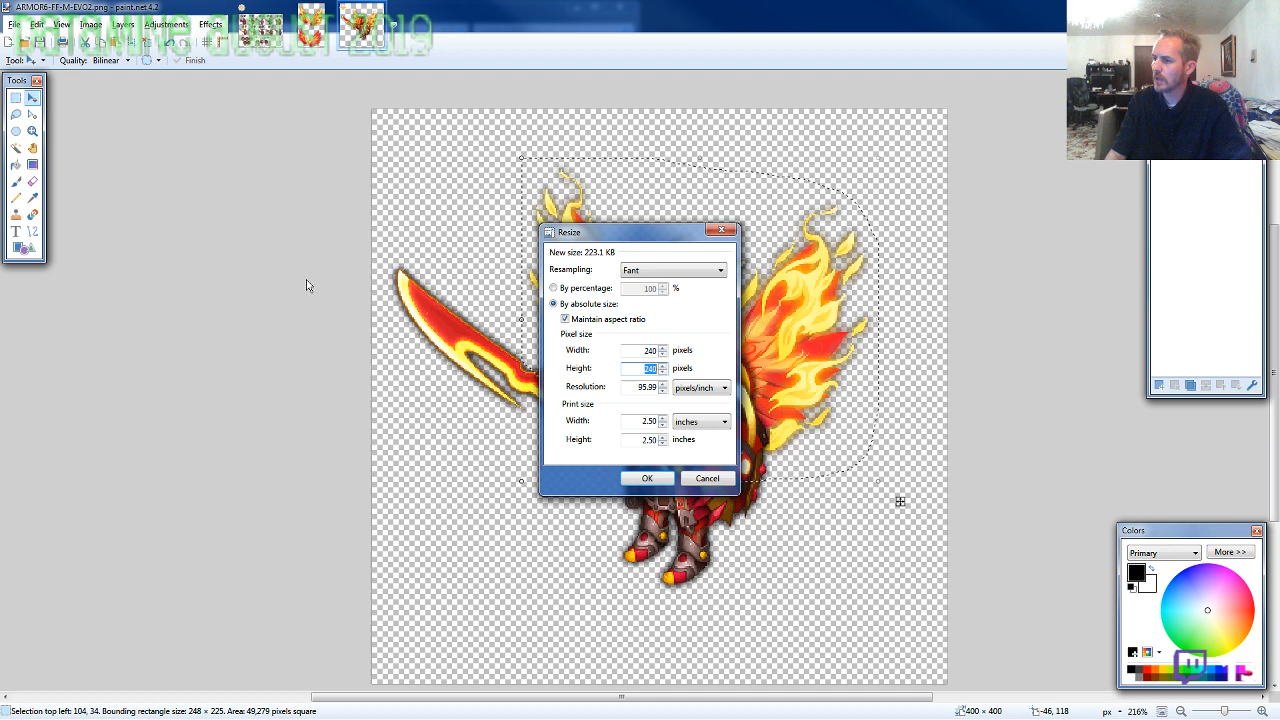 ARMOR6-FF-M-EVO2.png - paint.net 4.2
File Edit View Image Layers Adjustments Effects
AUGUST 2019
Tool: Quality: Bilinear Finish
Tools
Resize
New size: 223.1 KB
Resampling: Fant
By percentage: 100 %
By absolute size:
Maintain aspect ratio
Pixel size
Width: 240 pixels
Height: 240 pixels
Resolution: 95.99 pixels/inch
Print size
Width: 2.50 inches
Height: 2.50 inches
OK Cancel
Colors
Primary More >>
Selection top left: 104, 34. Bounding rectangle size: 248 × 225. Area: 49,279 pixels square 400 × 400 -46, 118 px 216%